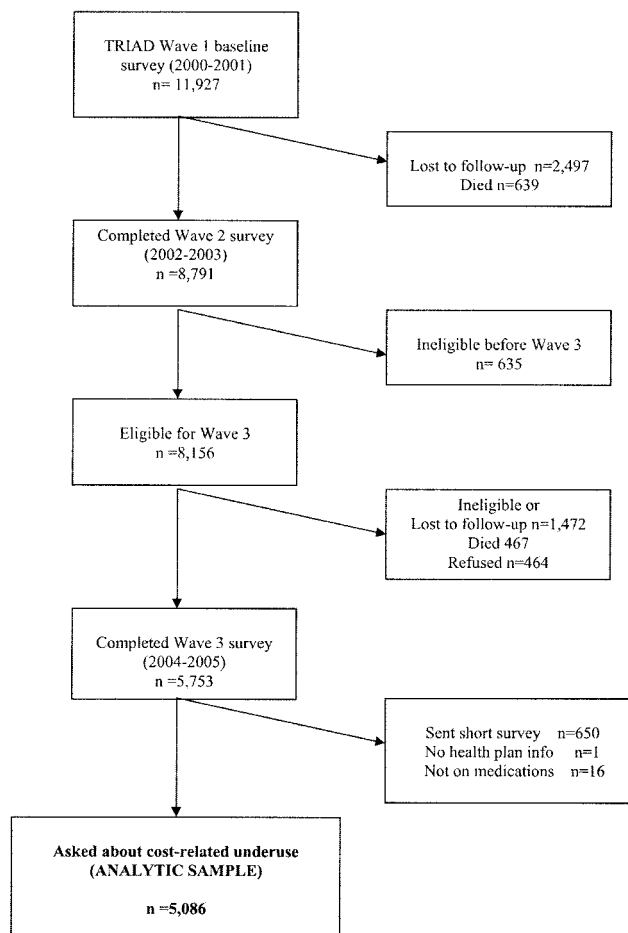 TRIAD Wave 1 baseline
survey (2000-2001)
n= 11,927
Lost to follow-up n=2,497
Died n=639
Completed Wave 2 survey
(2002-2003)
n =8,791
Ineligible before Wave 3
n= 635
Eligible for Wave 3
n =8,156
Ineligible or
Lost to follow-up n=1,472
Died 467
Refused n=464
Completed Wave 3 survey
(2004-2005)
n =5,753
Sent short survey n=650
No health plan info n=1
Not on medications n=16
Asked about cost-related underuse
(ANALYTIC SAMPLE)
n =5,086